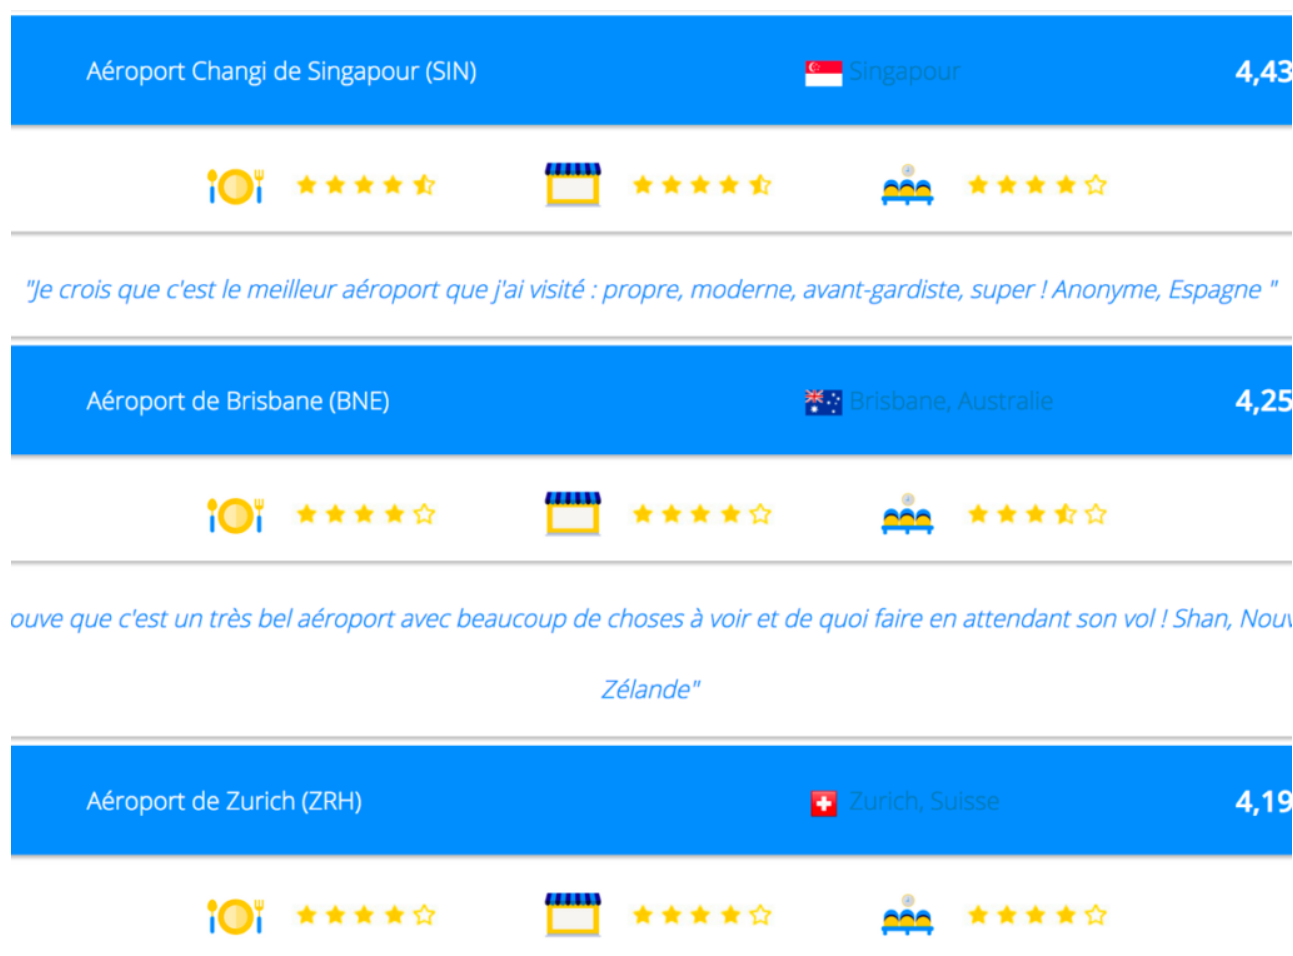 Aéroport Changi de Singapour (SIN) Singapour 4,43
"Je crois que c'est le meilleur aéroport que j'ai visité : propre, moderne, avant-gardiste, super ! Anonyme, Espagne "
Aéroport de Brisbane (BNE) Brisbane, Australie 4,25
ouve que c'est un très bel aéroport avec beaucoup de choses à voir et de quoi faire en attendant son vol ! Shan, Nouv
Zélande"
Aéroport de Zurich (ZRH) Zurich, Suisse 4,19